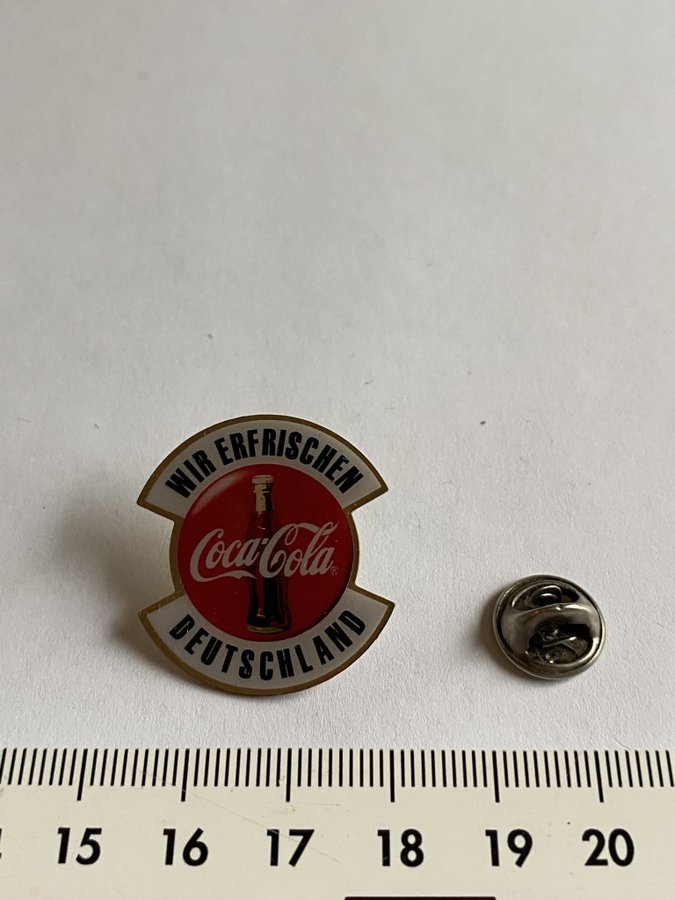 WIR ERFRISCHEN
Coca-Cola®
DEUTSCHLAND
15 16 17 18 19 20